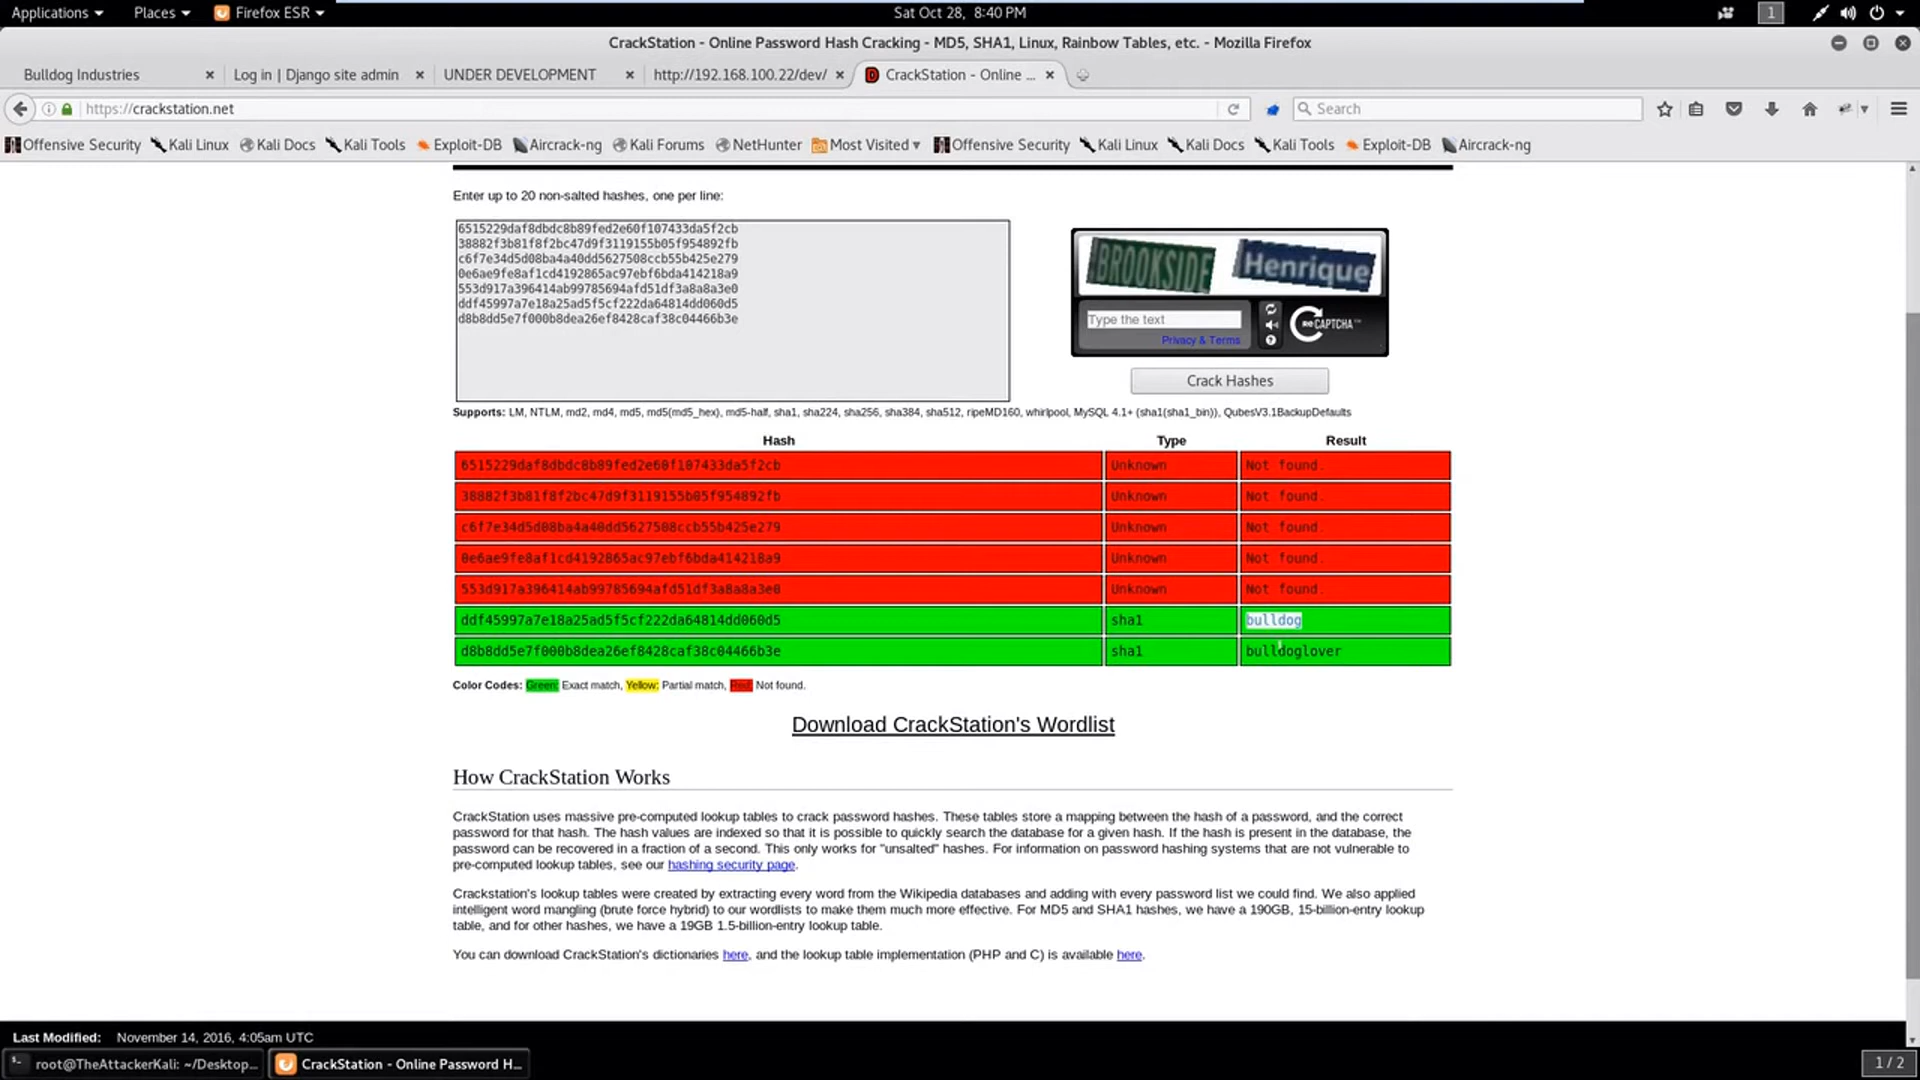 Applications Places Firefox ESR Sat Oct 28, 8:40 PM 1
CrackStation - Online Password Hash Cracking - MD5, SHA1, Linux, Rainbow Tables, etc. - Mozilla Firefox
Bulldog Industries Log in | Django site admin UNDER DEVELOPMENT http://192.168.100.22/dev/ CrackStation - Online ...
https://crackstation.net Search
Offensive Security Kali Linux Kali Docs Kali Tools Exploit-DB Aircrack-ng Kali Forums NetHunter Most Visited Offensive Security Kali Linux Kali Docs Kali Tools Exploit-DB Aircrack-ng
Enter up to 20 non-salted hashes, one per line:
6515229daf8dbdc8b89fed2e60f107433da5f2cb
38882f3b81f8f2bc47d9f3119155b05f954892fb
c6f7e34d5d08ba4a40dd5627508ccb55b425e279
0e6ae9fe8af1cd4192865ac97ebf6bda414218a9
553d917a396414ab99785694afd51df3a8a8a3e0
ddf45997a7e18a25ad5f5cf222da64814dd060d5
d8b8dd5e7f000b8dea26ef8428caf38c04466b3e
BROOKSIDE Henrique
Type the text
reCAPTCHA™
Privacy & Terms
Crack Hashes
Supports: LM, NTLM, md2, md4, md5, md5(md5_hex), md5-half, sha1, sha224, sha256, sha384, sha512, ripeMD160, whirlpool, MySQL 4.1+ (sha1(sha1_bin)), QubesV3.1BackupDefaults
Hash Type Result
6515229daf8dbdc8b89fed2e60f107433da5f2cb Unknown Not found.
38882f3b81f8f2bc47d9f3119155b05f954892fb Unknown Not found.
c6f7e34d5d08ba4a40dd5627508ccb55b425e279 Unknown Not found.
0e6ae9fe8af1cd4192865ac97ebf6bda414218a9 Unknown Not found.
553d917a396414ab99785694afd51df3a8a8a3e0 Unknown Not found.
ddf45997a7e18a25ad5f5cf222da64814dd060d5 sha1 bulldog
d8b8dd5e7f000b8dea26ef8428caf38c04466b3e sha1 bulldoglover
Color Codes: Green: Exact match, Yellow: Partial match, Red: Not found.
Download CrackStation's Wordlist
How CrackStation Works
CrackStation uses massive pre-computed lookup tables to crack password hashes. These tables store a mapping between the hash of a password, and the correct
password for that hash. The hash values are indexed so that it is possible to quickly search the database for a given hash. If the hash is present in the database, the
password can be recovered in a fraction of a second. This only works for "unsalted" hashes. For information on password hashing systems that are not vulnerable to
pre-computed lookup tables, see our hashing security page.
Crackstation's lookup tables were created by extracting every word from the Wikipedia databases and adding with every password list we could find. We also applied
intelligent word mangling (brute force hybrid) to our wordlists to make them much more effective. For MD5 and SHA1 hashes, we have a 190GB, 15-billion-entry lookup
table, and for other hashes, we have a 19GB 1.5-billion-entry lookup table.
You can download CrackStation's dictionaries here, and the lookup table implementation (PHP and C) is available here.
Last Modified: November 14, 2016, 4:05am UTC
root@TheAttackerKali: ~/Desktop... CrackStation - Online Password H... 1 / 2